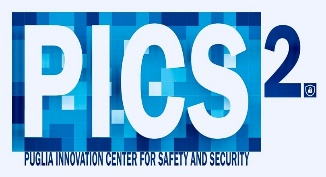 PICS2
PUGLIA INNOVATION CENTER FOR SAFETY AND SECURITY